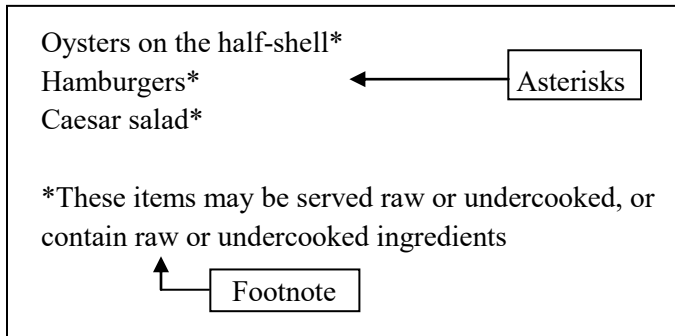 Oysters on the half-shell*
Hamburgers*
Asterisks
Caesar salad*
*These items may be served raw or undercooked, or
contain raw or undercooked ingredients
Footnote